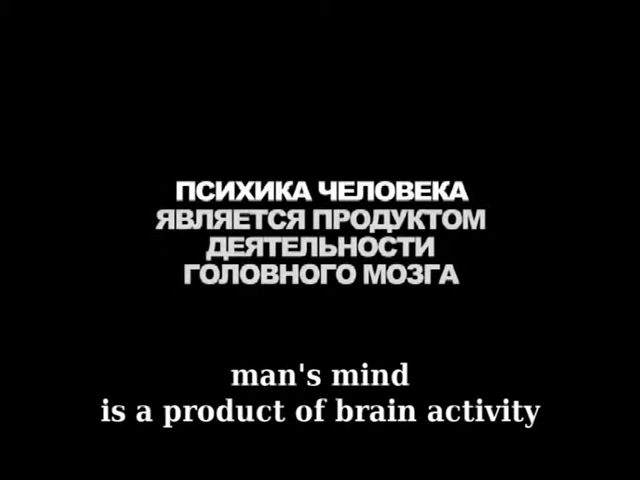 ПСИХИКА ЧЕЛОВЕКА
ЯВЛЯЕТСЯ ПРОДУКТОМ
ДЕЯТЕЛЬНОСТИ
ГОЛОВНОГО МОЗГА
man's mind
is a product of brain activity